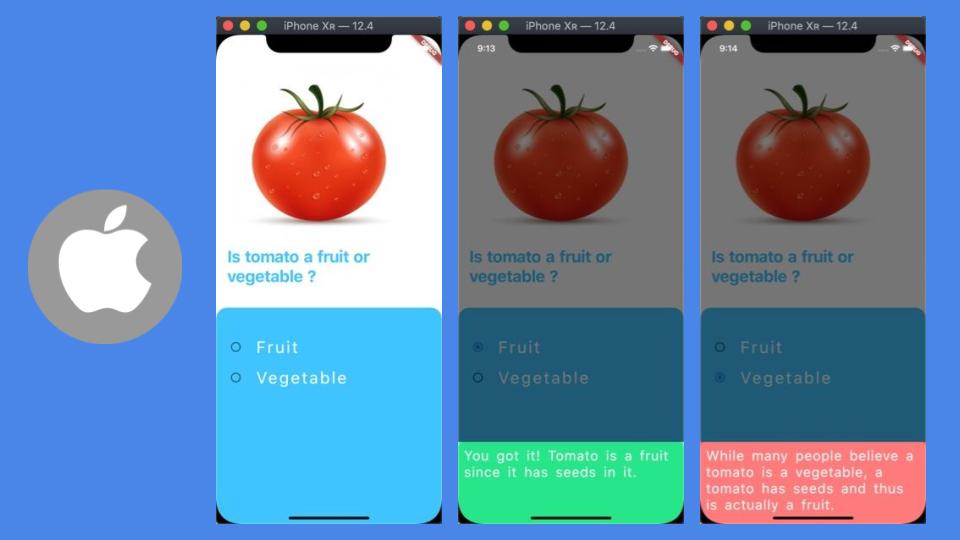 iPhone XR — 12.4
DEBUG
Is tomato a fruit or
vegetable ?
Fruit
Vegetable
iPhone XR — 12.4
9:13
DEBUG
Is tomato a fruit or
vegetable ?
Fruit
Vegetable
You got it! Tomato is a fruit
since it has seeds in it.
iPhone XR — 12.4
9:14
DEBUG
Is tomato a fruit or
vegetable ?
Fruit
Vegetable
While many people believe a
tomato is a vegetable, a
tomato has seeds and thus
is actually a fruit.